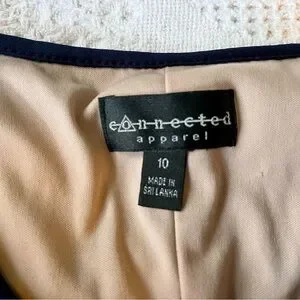 connected
apparel
10
MADE IN
SRI LANKA